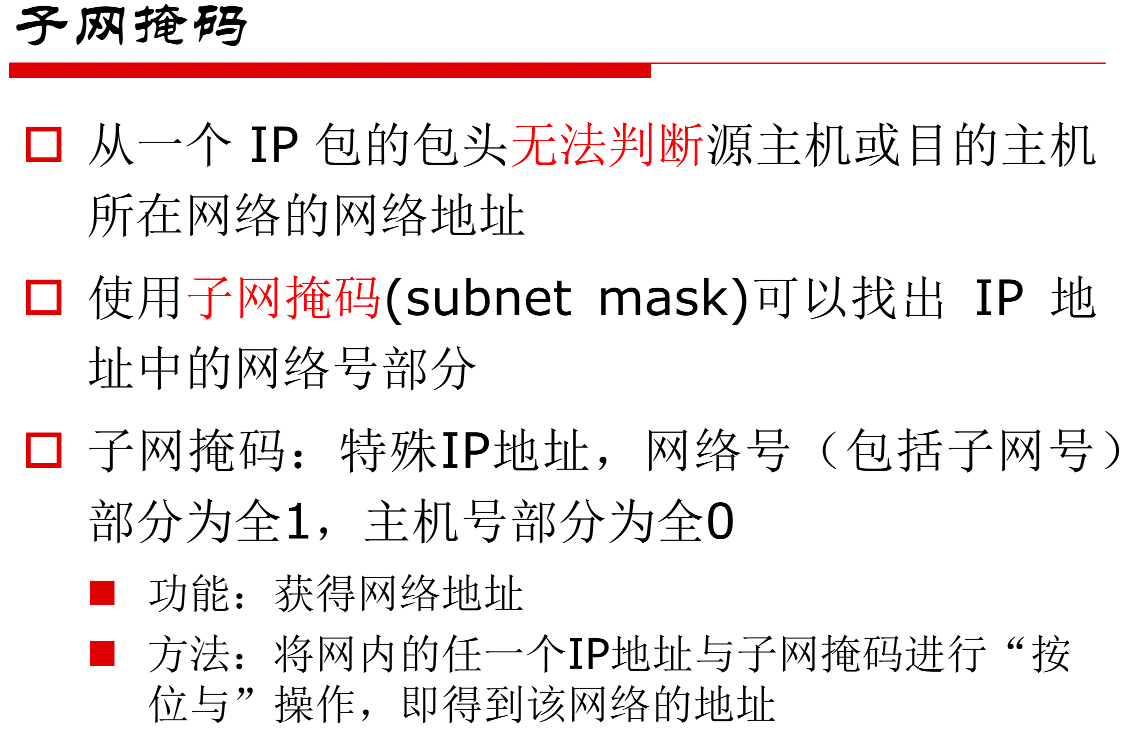 子网掩码
从一个 IP 包的包头无法判断源主机或目的主机
所在网络的网络地址
使用子网掩码(subnet mask)可以找出 IP 地
址中的网络号部分
子网掩码：特殊IP地址，网络号（包括子网号）
部分为全1，主机号部分为全0
功能：获得网络地址
方法：将网内的任一个IP地址与子网掩码进行“按
位与”操作，即得到该网络的地址